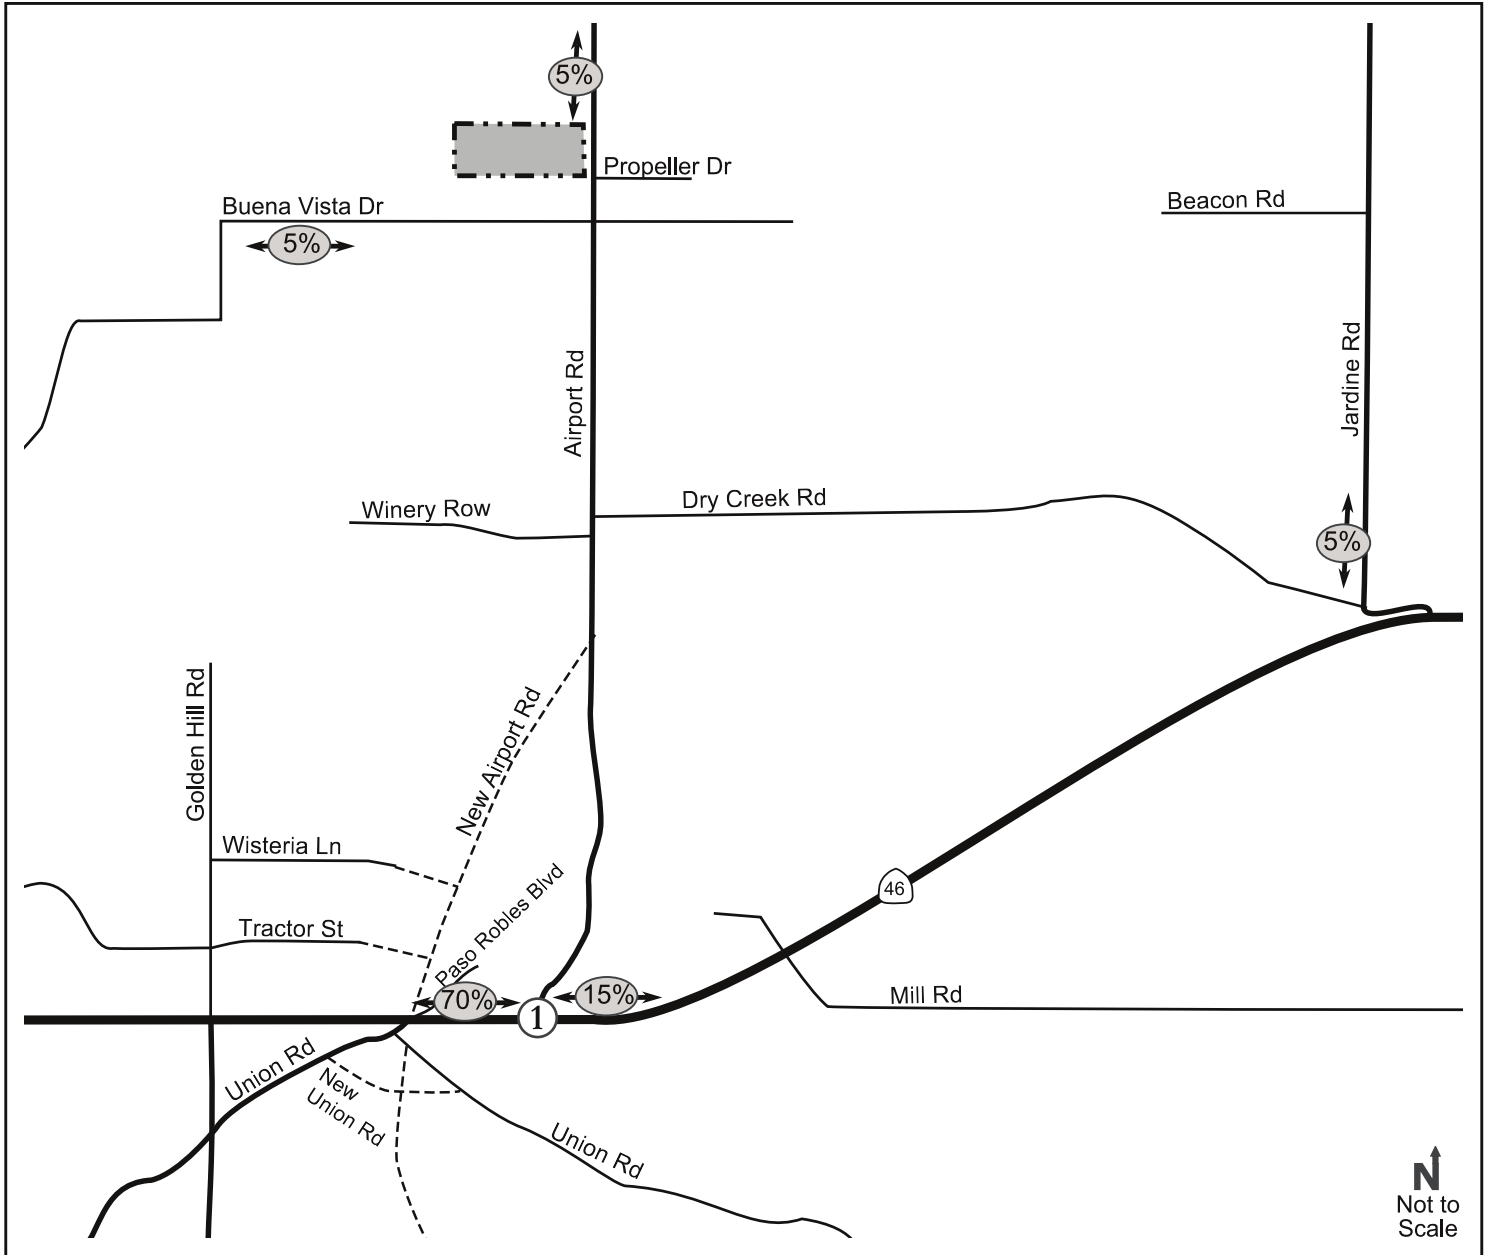 5%
Propeller Dr
Beacon Rd
Buena Vista Dr
5%
Airport Rd
Jardine Rd
Winery Row
Dry Creek Rd
5%
Golden Hill Rd
New Airport Rd
Wisteria Ln
46
Paso Robles Blvd
Tractor St
70%
15%
1
Mill Rd
Union Rd
New
Union Rd
Union Rd
N
Not to
Scale